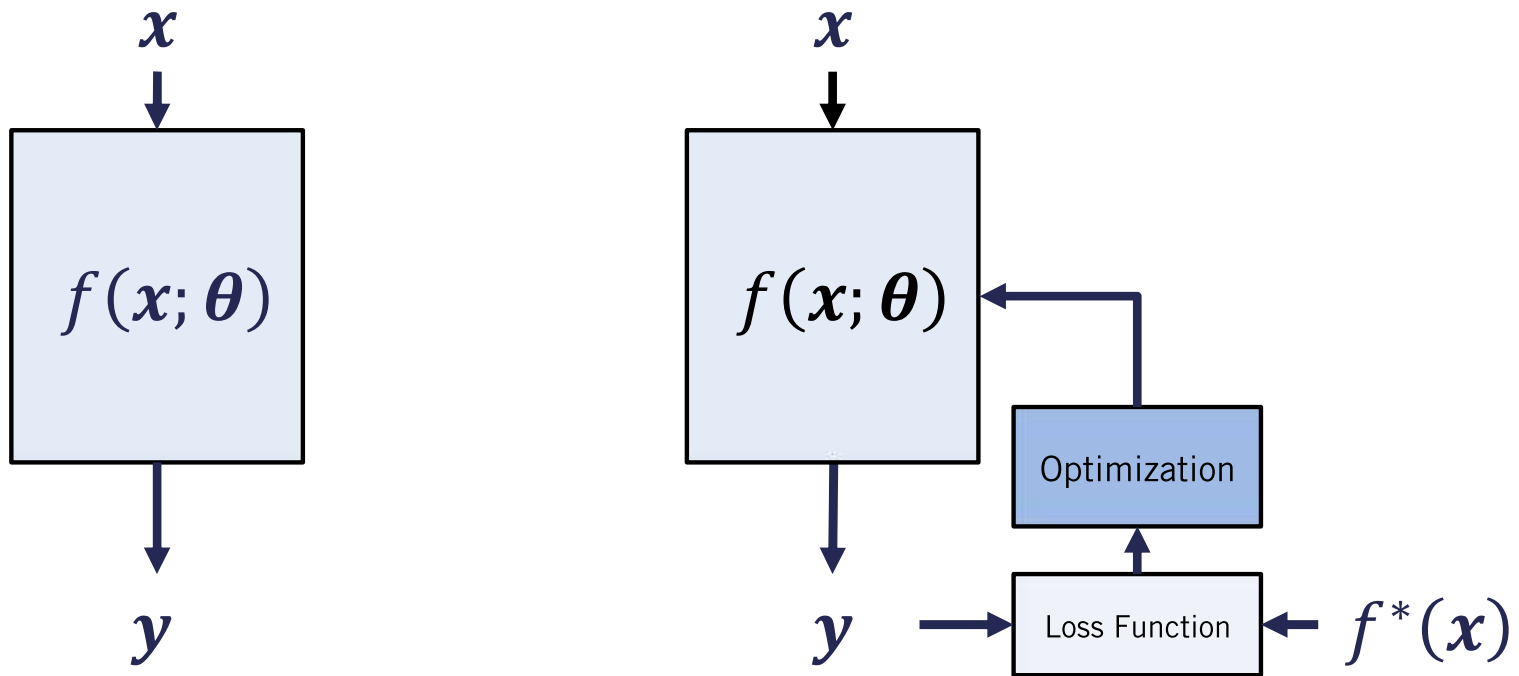 x
f(x; θ)
y
x
f(x; θ)
Optimization
y
Loss Function
f*(x)